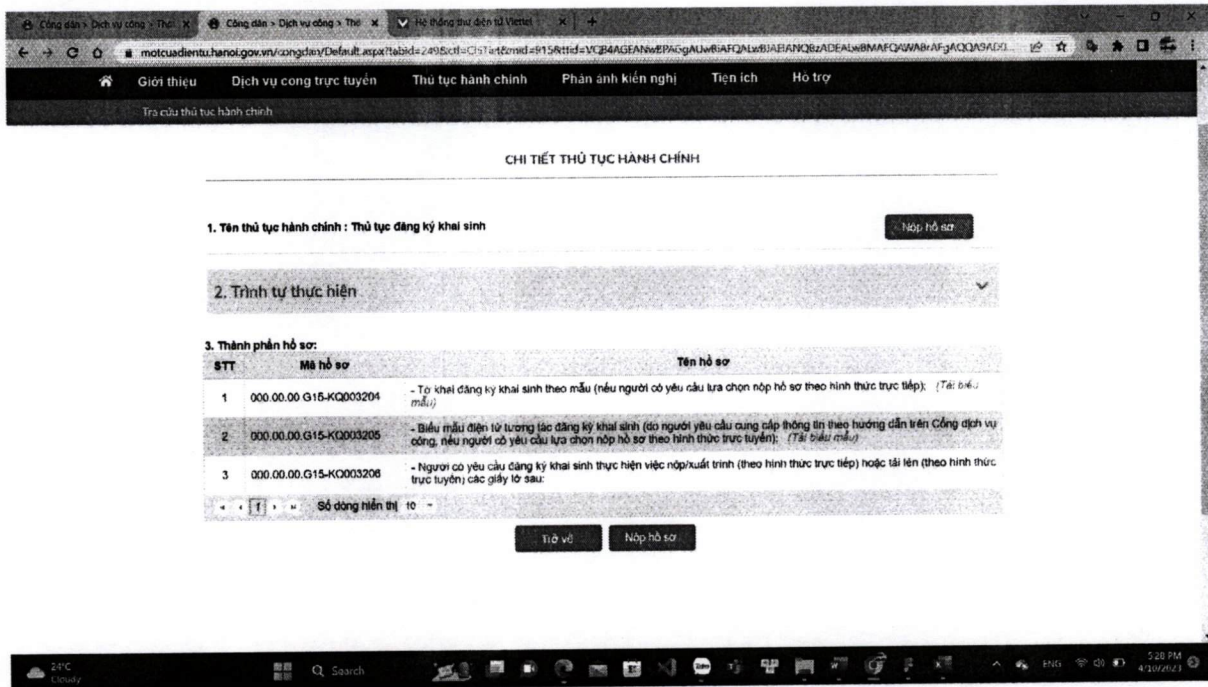 Công dân > Dịch vụ công > Thủ
Công dân > Dịch vụ công > Thủ
Hệ thống thư điện tử Viettel
motcuadientu.hanoi.gov.vn/congdan/Default.aspx?tabid=249&ctl=
Giới thiệu Dịch vụ công trực tuyến Thủ tục hành chính Phản ánh kiến nghị Tiện ích Hỗ trợ
Tra cứu thủ tục hành chính
CHI TIẾT THỦ TỤC HÀNH CHÍNH
1. Tên thủ tục hành chính : Thủ tục đăng ký khai sinh
Nộp hồ sơ
2. Trình tự thực hiện
3. Thành phần hồ sơ:
STT Mã hồ sơ Tên hồ sơ
1 000.00.00.G15-KQ003204 - Tờ khai đăng ký khai sinh theo mẫu (nếu người có yêu cầu lựa chọn nộp hồ sơ theo hình thức trực tiếp); (Tải biểu
mẫu)
2 000.00.00.G15-KQ003205 - Biểu mẫu điện tử tương tác đăng ký khai sinh (do người yêu cầu cung cấp thông tin theo hướng dẫn trên Cổng dịch vụ
công, nếu người có yêu cầu lựa chọn nộp hồ sơ theo hình thức trực tuyến); (Tải biểu mẫu)
3 000.00.00.G15-KQ003206 - Người có yêu cầu đăng ký khai sinh thực hiện việc nộp/xuất trình (theo hình thức trực tiếp) hoặc tải lên (theo hình thức
trực tuyến) các giấy tờ sau:
1 Số dòng hiển thị 10
Trở về Nộp hồ sơ
24°C
Cloudy
Search
ENG
5:28 PM
4/10/2023